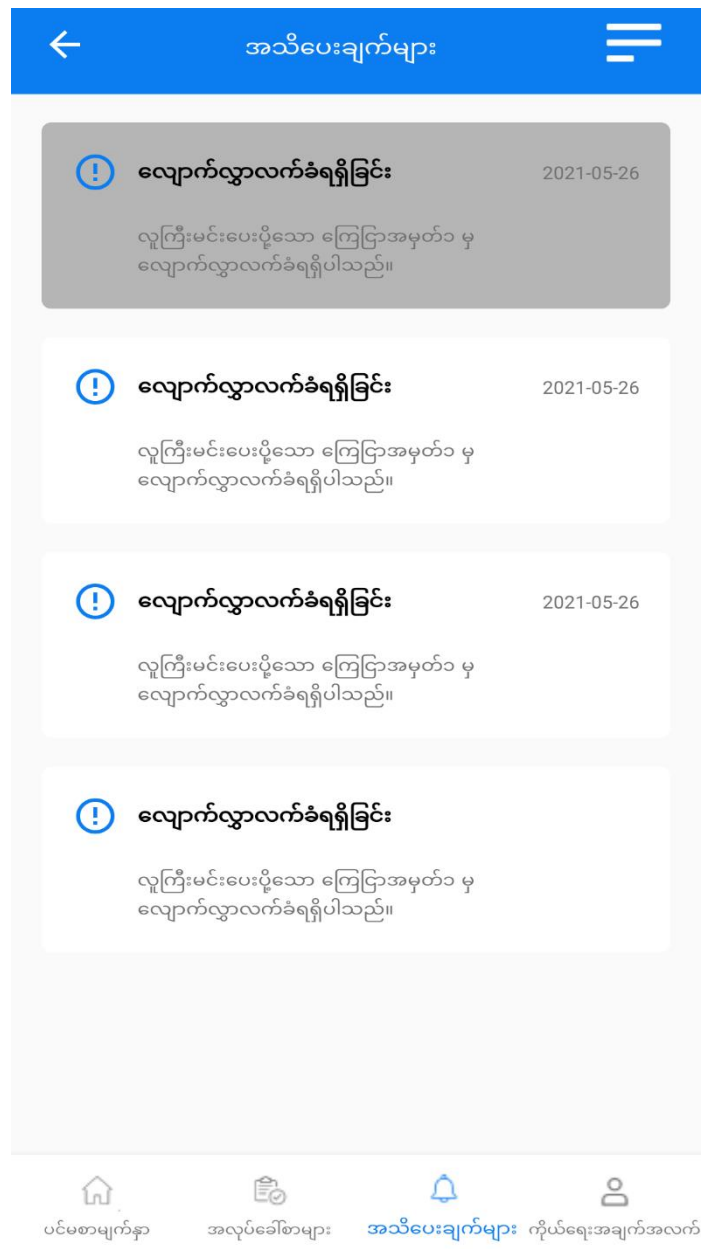 အသိပေးချက်များ
လျောက်လွှာလက်ခံရရှိခြင်း 2021-05-26
လူကြီးမင်းပေးပို့သော ကြေငြာအမှတ်၁ မှ
လျောက်လွှာလက်ခံရရှိပါသည်။
လျောက်လွှာလက်ခံရရှိခြင်း 2021-05-26
လူကြီးမင်းပေးပို့သော ကြေငြာအမှတ်၁ မှ
လျောက်လွှာလက်ခံရရှိပါသည်။
လျောက်လွှာလက်ခံရရှိခြင်း 2021-05-26
လူကြီးမင်းပေးပို့သော ကြေငြာအမှတ်၁ မှ
လျောက်လွှာလက်ခံရရှိပါသည်။
လျောက်လွှာလက်ခံရရှိခြင်း
လူကြီးမင်းပေးပို့သော ကြေငြာအမှတ်၁ မှ
လျောက်လွှာလက်ခံရရှိပါသည်။
ပင်မစာမျက်နှာ အလုပ်ခေါ်စာများ အသိပေးချက်များ ကိုယ်ရေးအချက်အလက်